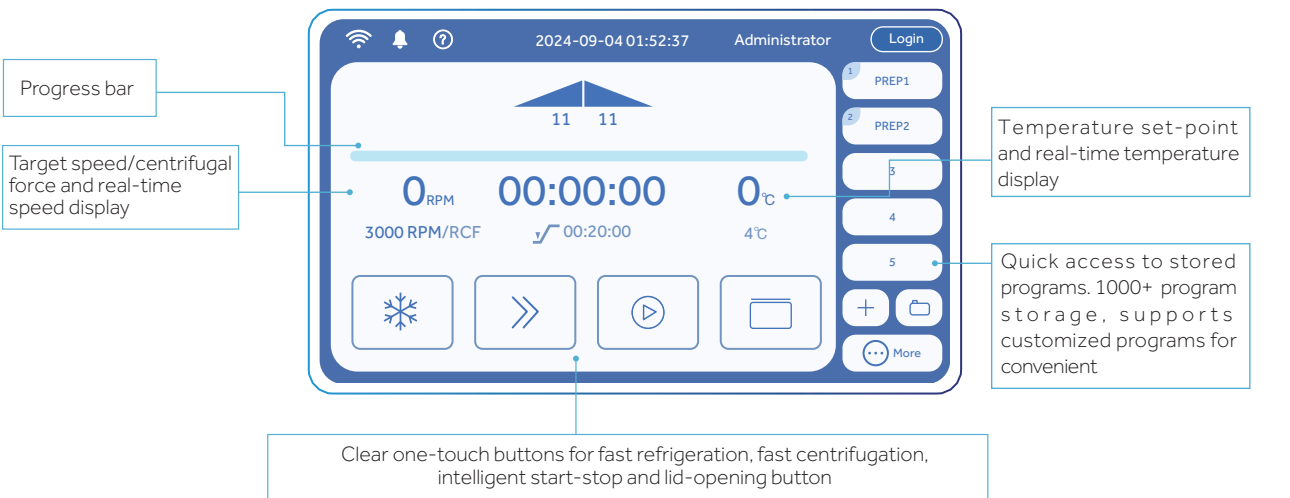 2024-09-04 01:52:37 Administrator Login
Progress bar
1 PREP1
11 11
2 PREP2
Temperature set-point
and real-time temperature
display
Target speed/centrifugal
force and real-time
speed display
3
0 RPM 00:00:00 0 ℃
3000 RPM/RCF 00:20:00 4℃
4
5
Quick access to stored
programs. 1000+ program
storage, supports
customized programs for
convenient
More
Clear one-touch buttons for fast refrigeration, fast centrifugation,
intelligent start-stop and lid-opening button